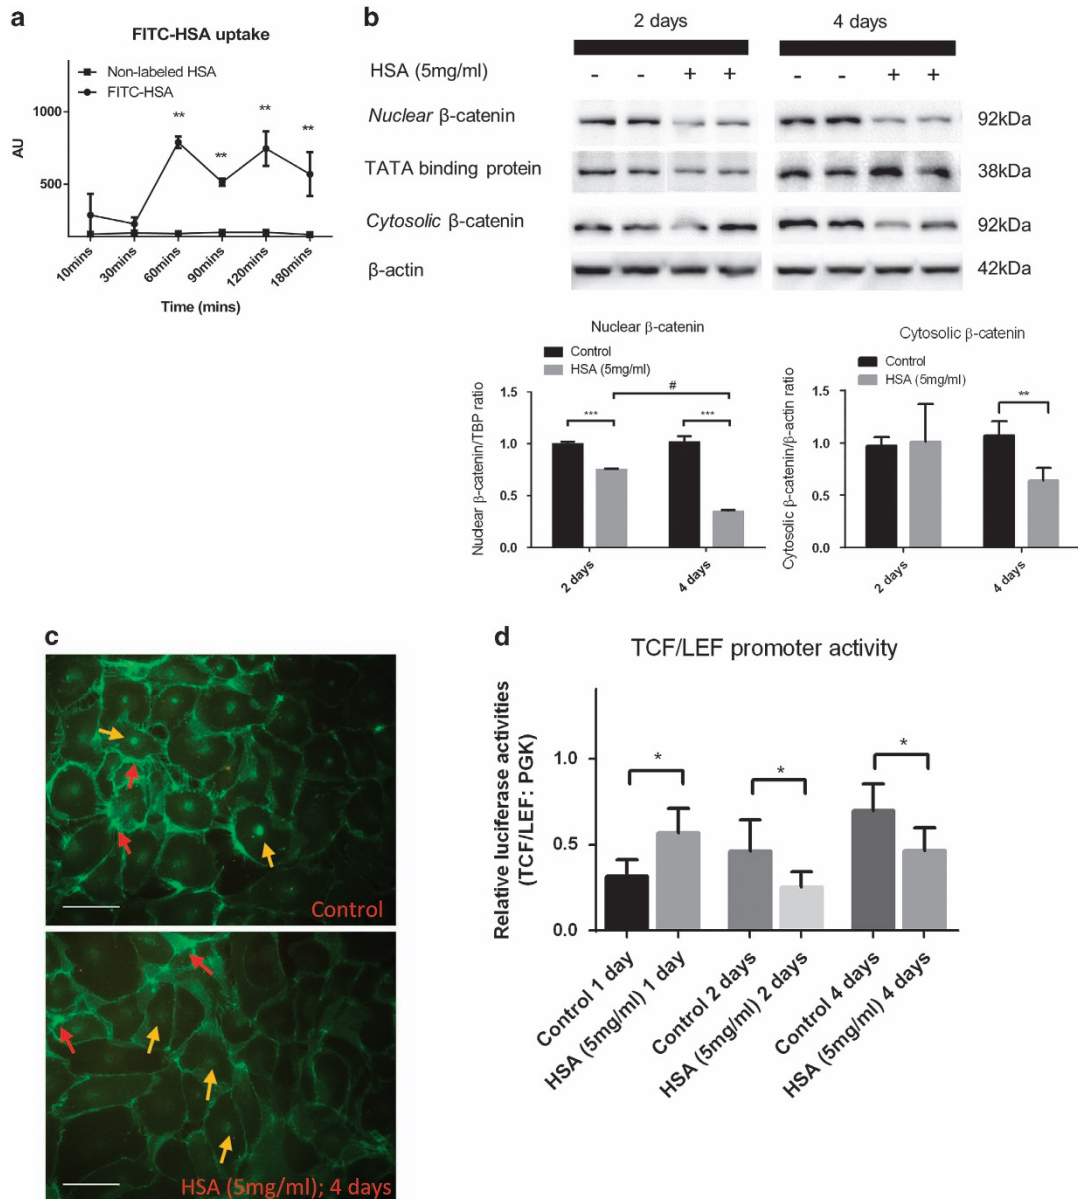 a
FITC-HSA uptake
Non-labeled HSA
FITC-HSA
1000
500
AU
**
**
**
**
10mins
30mins
60mins
90mins
120mins
180mins
Time (mins)
b
2 days
4 days
HSA (5mg/ml)
- - + +
- - + +
Nuclear β-catenin
92kDa
TATA binding protein
38kDa
Cytosolic β-catenin
92kDa
β-actin
42kDa
Nuclear β-catenin
Control
HSA (5mg/ml)
Nuclear β-catenin/TBP ratio
1.5
1.0
0.5
0.0
***
#
***
2 days
4 days
Cytosolic β-catenin
Control
HSA (5mg/ml)
Cytosolic β-catenin/β-actin ratio
1.5
1.0
0.5
0.0
**
2 days
4 days
c
Control
HSA (5mg/ml); 4 days
d
TCF/LEF promoter activity
Relative luciferase activities
(TCF/LEF: PGK)
1.0
0.5
0.0
*
*
*
Control 1 day
HSA (5mg/ml) 1 day
Control 2 days
HSA (5mg/ml) 2 days
Control 4 days
HSA (5mg/ml) 4 days